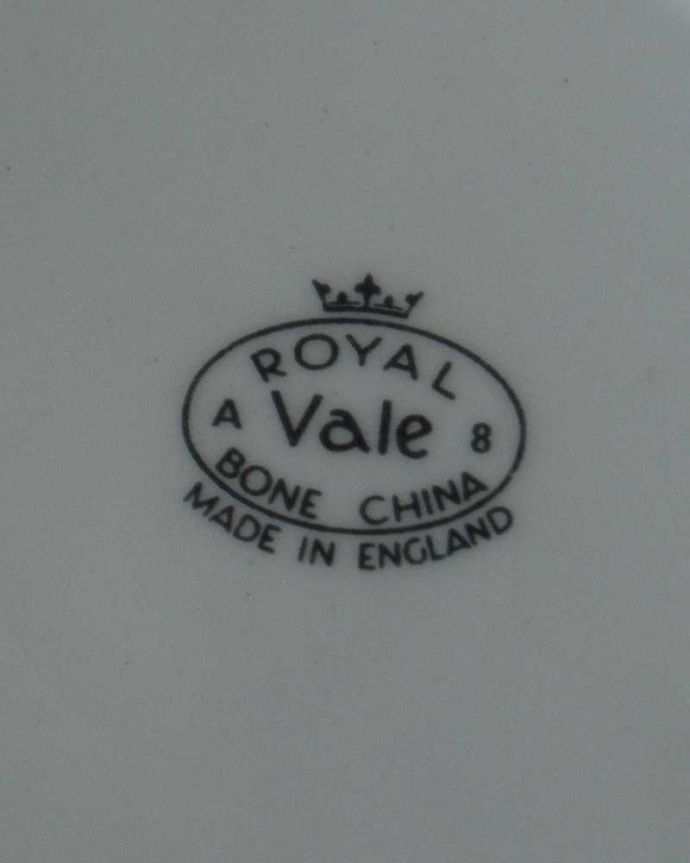 ROYAL
A Vale 8
BONE CHINA
MADE IN ENGLAND